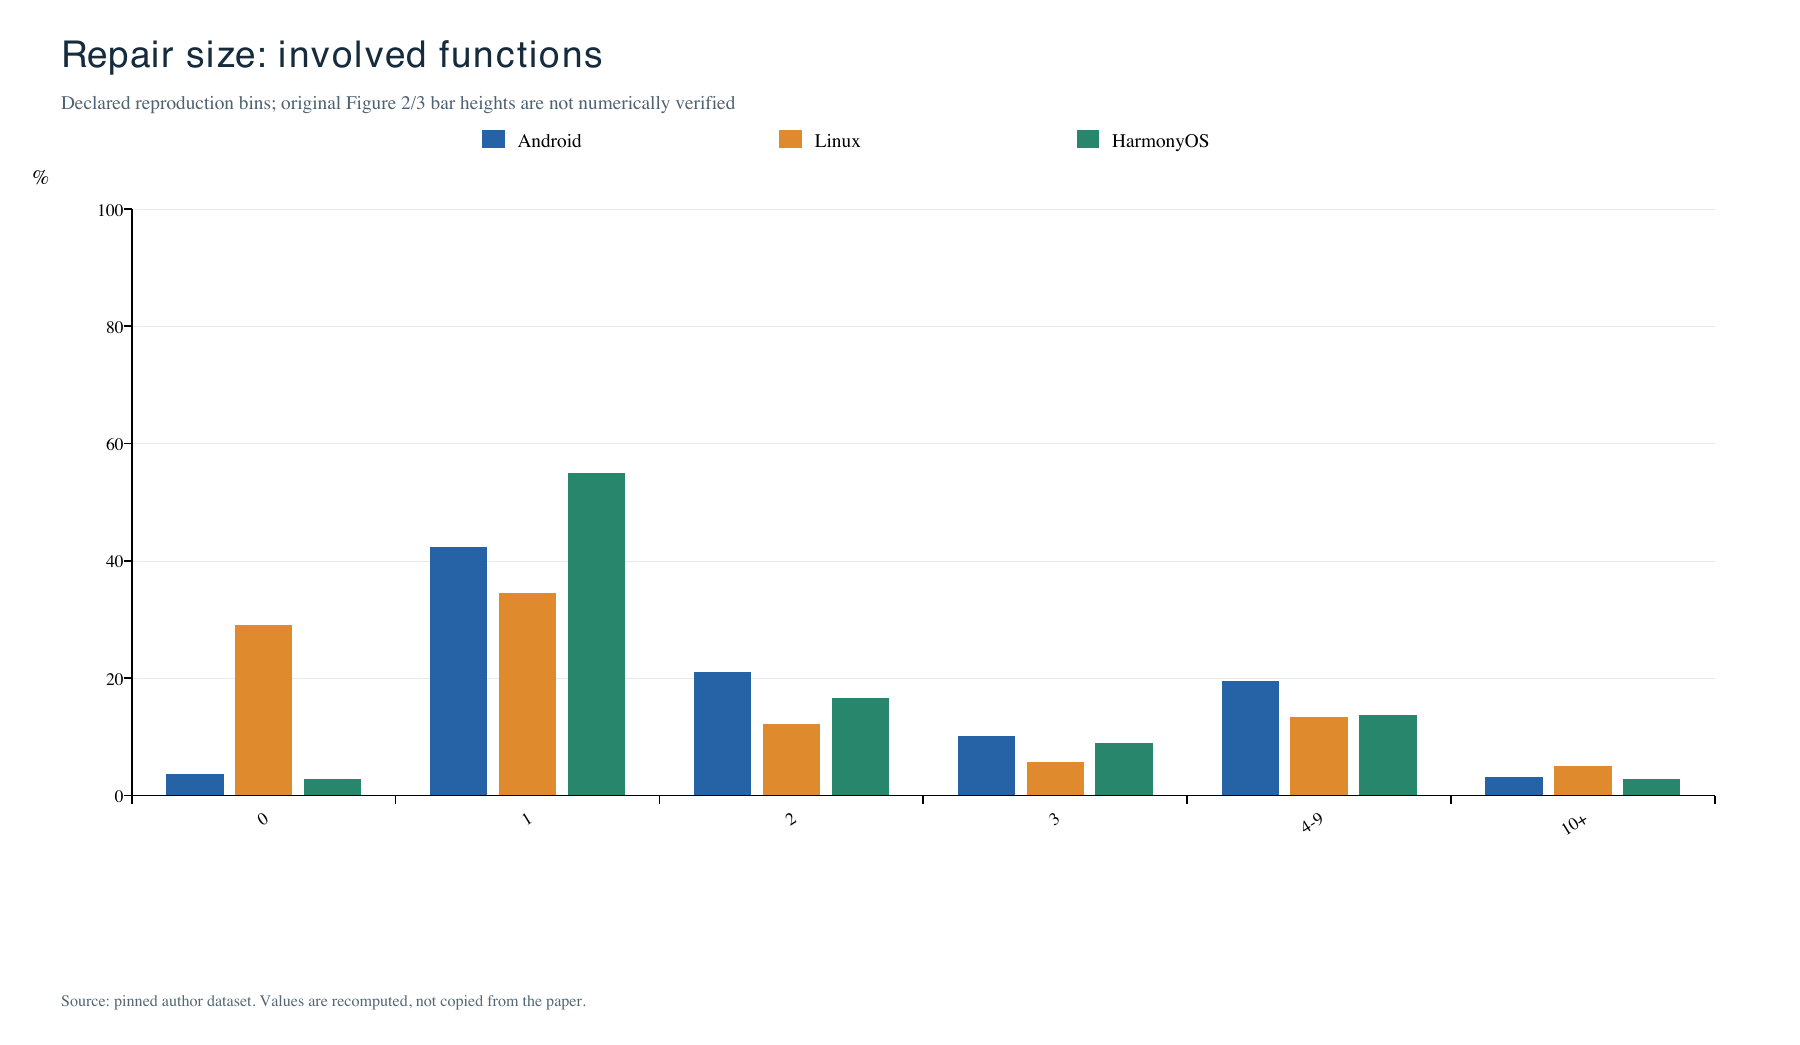 Repair size: involved functions
Declared reproduction bins; original Figure 2/3 bar heights are not numerically verified
Android Linux HarmonyOS
%
100
80
60
40
20
0
0 1 2 3 4-9 10+
Source: pinned author dataset. Values are recomputed, not copied from the paper.